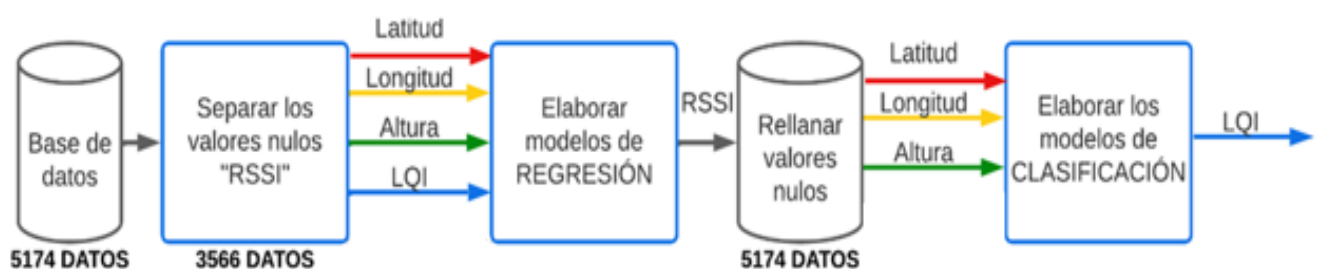 Base de
datos
5174 DATOS
Separar los
valores nulos
"RSSI"
3566 DATOS
Latitud
Longitud
Altura
LQI
Elaborar
modelos de
REGRESIÓN
RSSI
Rellanar
valores
nulos
5174 DATOS
Latitud
Longitud
Altura
Elaborar los
modelos de
CLASIFICACIÓN
LQI